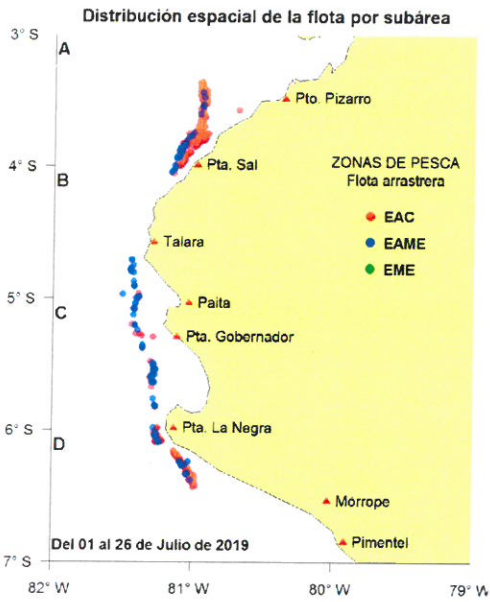 Distribución espacial de la flota por subárea
3° S
A
Pto. Pizarro
4° S
Pta. Sal
ZONAS DE PESCA
B
Flota arrastrera
EAC
Talara
EAME
EME
5° S
Paita
C
Pta. Gobernador
6° S
Pta. La Negra
D
Mórrope
Pimentel
Del 01 al 26 de Julio de 2019
7° S
82° W
81° W
80° W
79° W